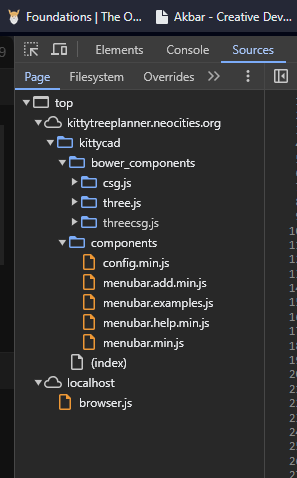 Foundations | The O...
Akbar - Creative Dev...
Elements
Console
Sources
Page
Filesystem
Overrides
top
kittytreeplanner.neocities.org
kittycad
bower_components
csg.js
three.js
threecsg.js
components
config.min.js
menubar.add.min.js
menubar.examples.js
menubar.help.min.js
menubar.min.js
(index)
localhost
browser.js